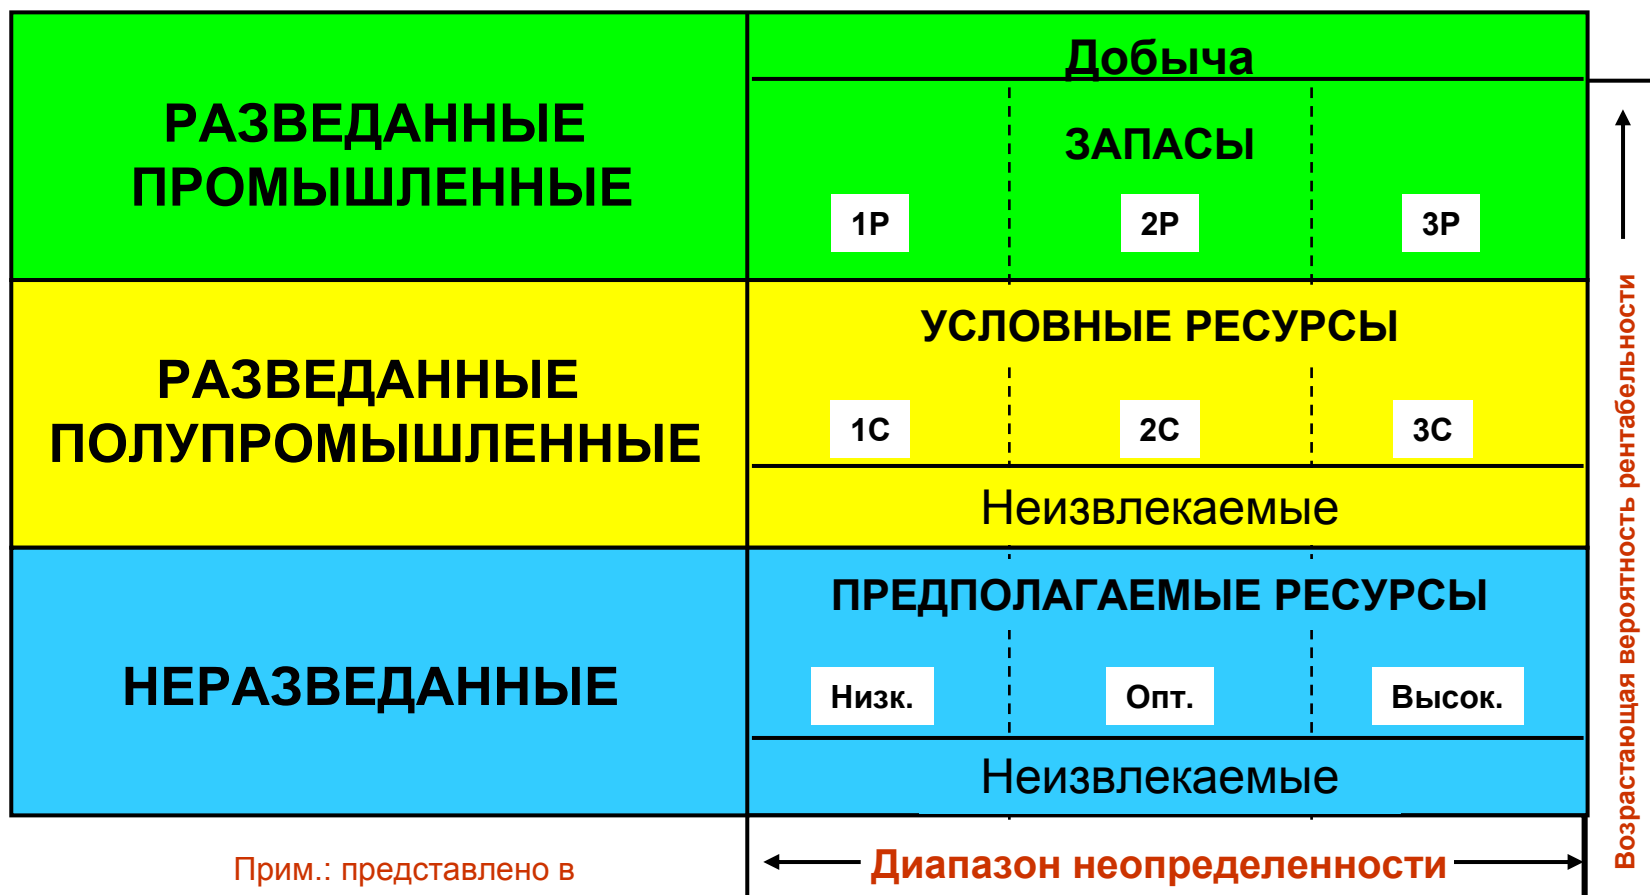 Добыча
РАЗВЕДАННЫЕ
ПРОМЫШЛЕННЫЕ
ЗАПАСЫ
1P 2P 3P
РАЗВЕДАННЫЕ
ПОЛУПРОМЫШЛЕННЫЕ
УСЛОВНЫЕ РЕСУРСЫ
1C 2C 3C
Неизвлекаемые
НЕРАЗВЕДАННЫЕ
ПРЕДПОЛАГАЕМЫЕ РЕСУРСЫ
Низк. Опт. Высок.
Неизвлекаемые
Возрастающая вероятность рентабельности
Диапазон неопределенности
Прим.: представлено в